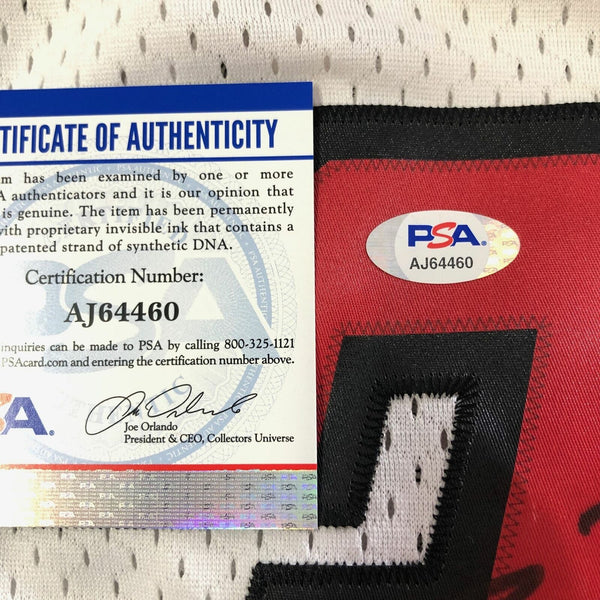 TIFICATE OF AUTHENTICITY
m has been examined by one or more
A authenticators and it is our opinion that
is genuine. The item has been permanently
with proprietary invisible ink that contains a
patented strand of synthetic DNA.
Certification Number:
AJ64460
inquiries can be made to PSA by calling 800-325-1121
PSAcard.com and entering the certification number above.
SA.
Joe Orlando
President & CEO, Collectors Universe
PSA
PSA.
AJ64460